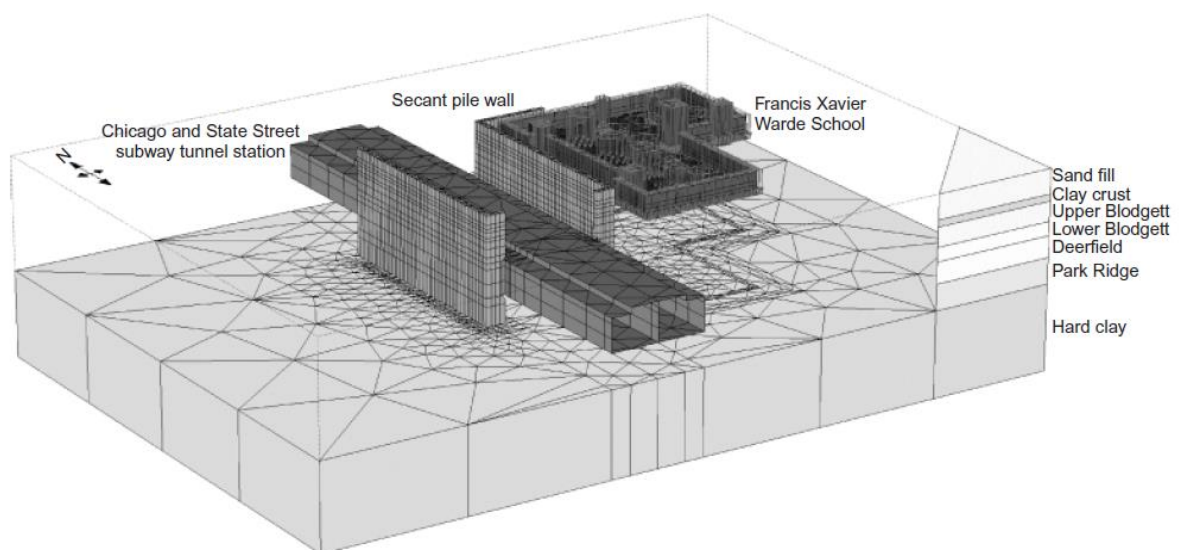 Secant pile wall
Francis Xavier
Warde School
Chicago and State Street
subway tunnel station
N
Sand fill
Clay crust
Upper Blodgett
Lower Blodgett
Deerfield
Park Ridge
Hard clay